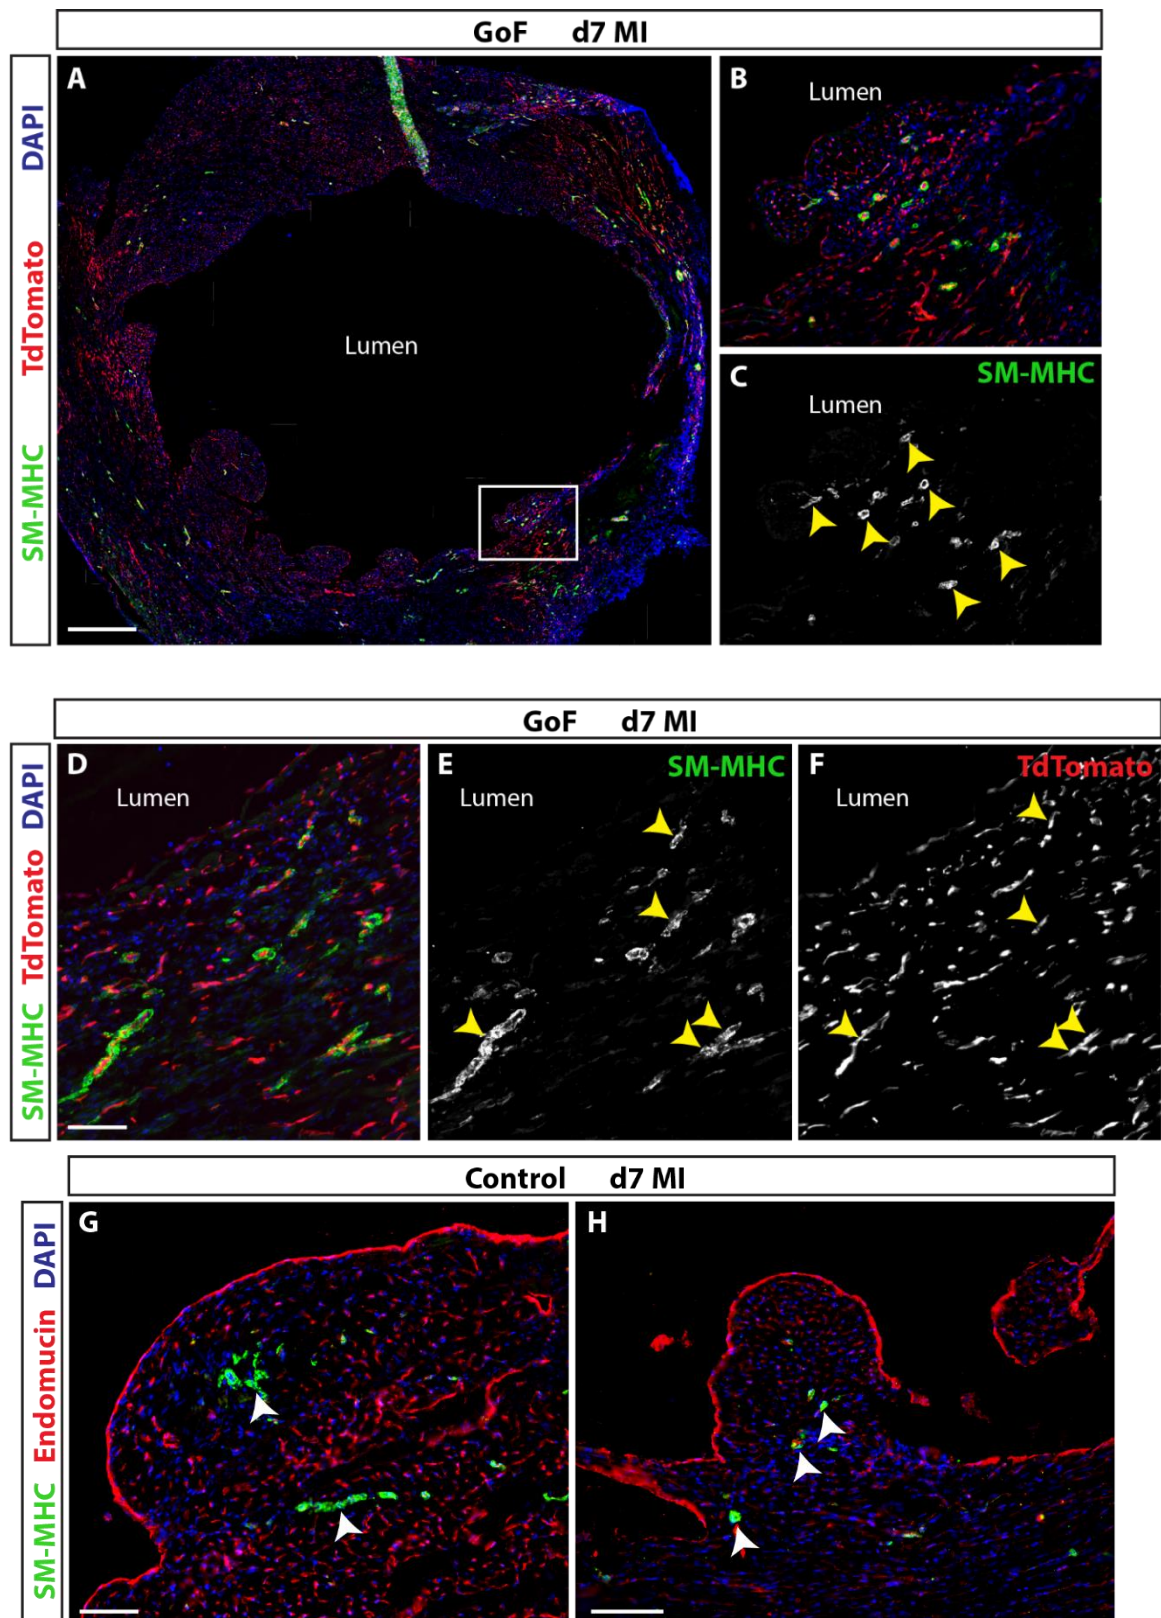 GoF d7 MI
SM-MHC TdTomato DAPI
A
Lumen
B
Lumen
C
SM-MHC
Lumen
GoF d7 MI
SM-MHC TdTomato DAPI
D
Lumen
E
SM-MHC
Lumen
F
TdTomato
Lumen
Control d7 MI
SM-MHC Endomucin DAPI
G
H